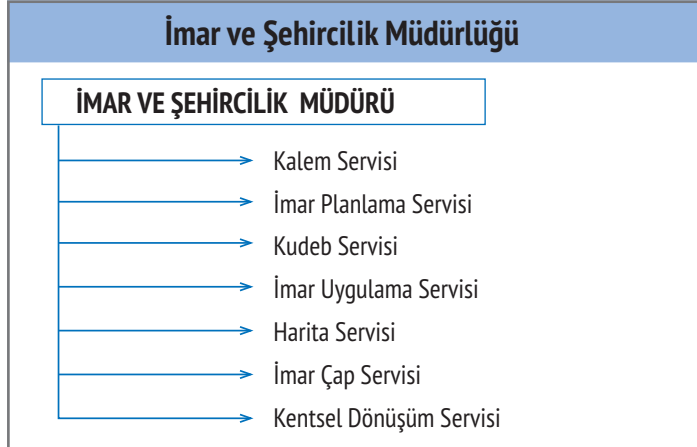 İmar ve Şehircilik Müdürlüğü
İMAR VE ŞEHİRCİLİK MÜDÜRÜ
Kalem Servisi
İmar Planlama Servisi
Kudeb Servisi
İmar Uygulama Servisi
Harita Servisi
İmar Çap Servisi
Kentsel Dönüşüm Servisi